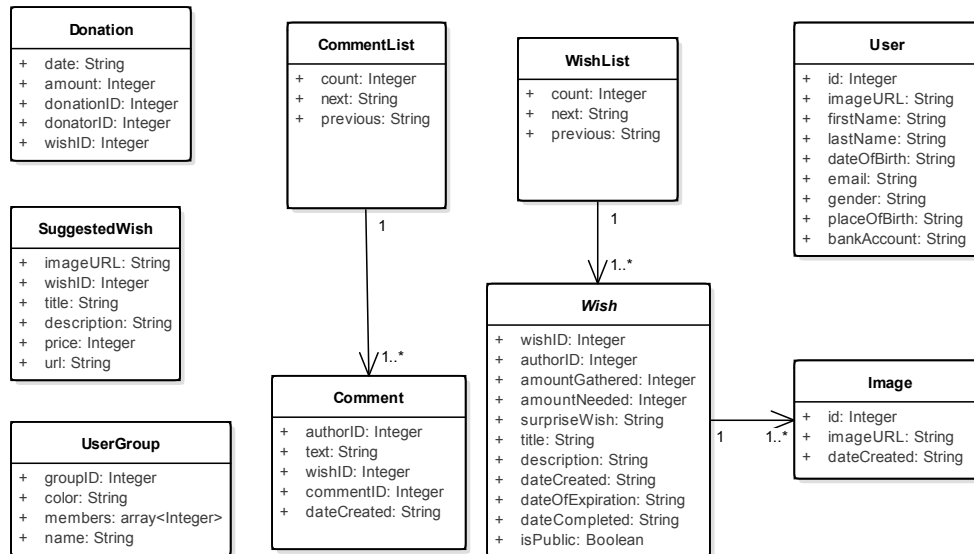 Donation
+ date: String
+ amount: Integer
+ donationID: Integer
+ donatorID: Integer
+ wishID: Integer
CommentList
+ count: Integer
+ next: String
+ previous: String
WishList
+ count: Integer
+ next: String
+ previous: String
User
+ id: Integer
+ imageURL: String
+ firstName: String
+ lastName: String
+ dateOfBirth: String
+ email: String
+ gender: String
+ placeOfBirth: String
+ bankAccount: String
SuggestedWish
+ imageURL: String
+ wishID: Integer
+ title: String
+ description: String
+ price: Integer
+ url: String
1
1..*
1
1..*
Wish
+ wishID: Integer
+ authorID: Integer
+ amountGathered: Integer
+ amountNeeded: Integer
+ surpriseWish: String
+ title: String
+ description: String
+ dateCreated: String
+ dateOfExpiration: String
+ dateCompleted: String
+ isPublic: Boolean
1
1..*
Image
+ id: Integer
+ imageURL: String
+ dateCreated: String
Comment
+ authorID: Integer
+ text: String
+ wishID: Integer
+ commentID: Integer
+ dateCreated: String
UserGroup
+ groupID: Integer
+ color: String
+ members: array<Integer>
+ name: String